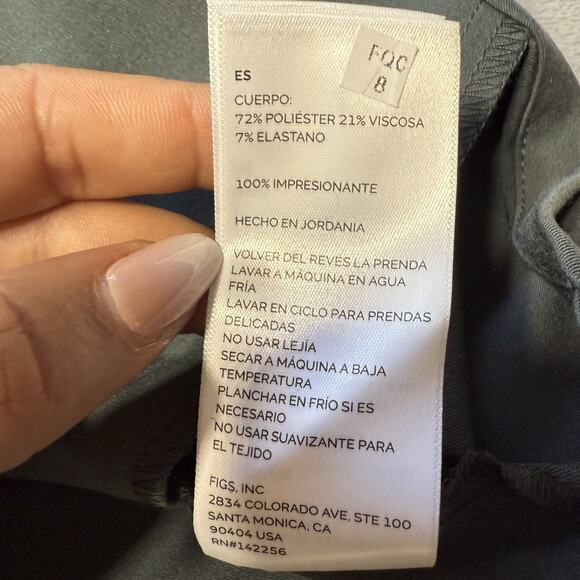 FQC
8
ES
CUERPO:
72% POLIÉSTER 21% VISCOSA
7% ELASTANO
100% IMPRESIONANTE
HECHO EN JORDANIA
VOLVER DEL REVES LA PRENDA
LAVAR A MÁQUINA EN AGUA
FRÍA
LAVAR EN CICLO PARA PRENDAS
DELICADAS
NO USAR LEJÍA
SECAR A MÁQUINA A BAJA
TEMPERATURA
PLANCHAR EN FRÍO SI ES
NECESARIO
NO USAR SUAVIZANTE PARA
EL TEJIDO
FIGS, INC
2834 COLORADO AVE, STE 100
SANTA MONICA, CA
90404 USA
RN#142256